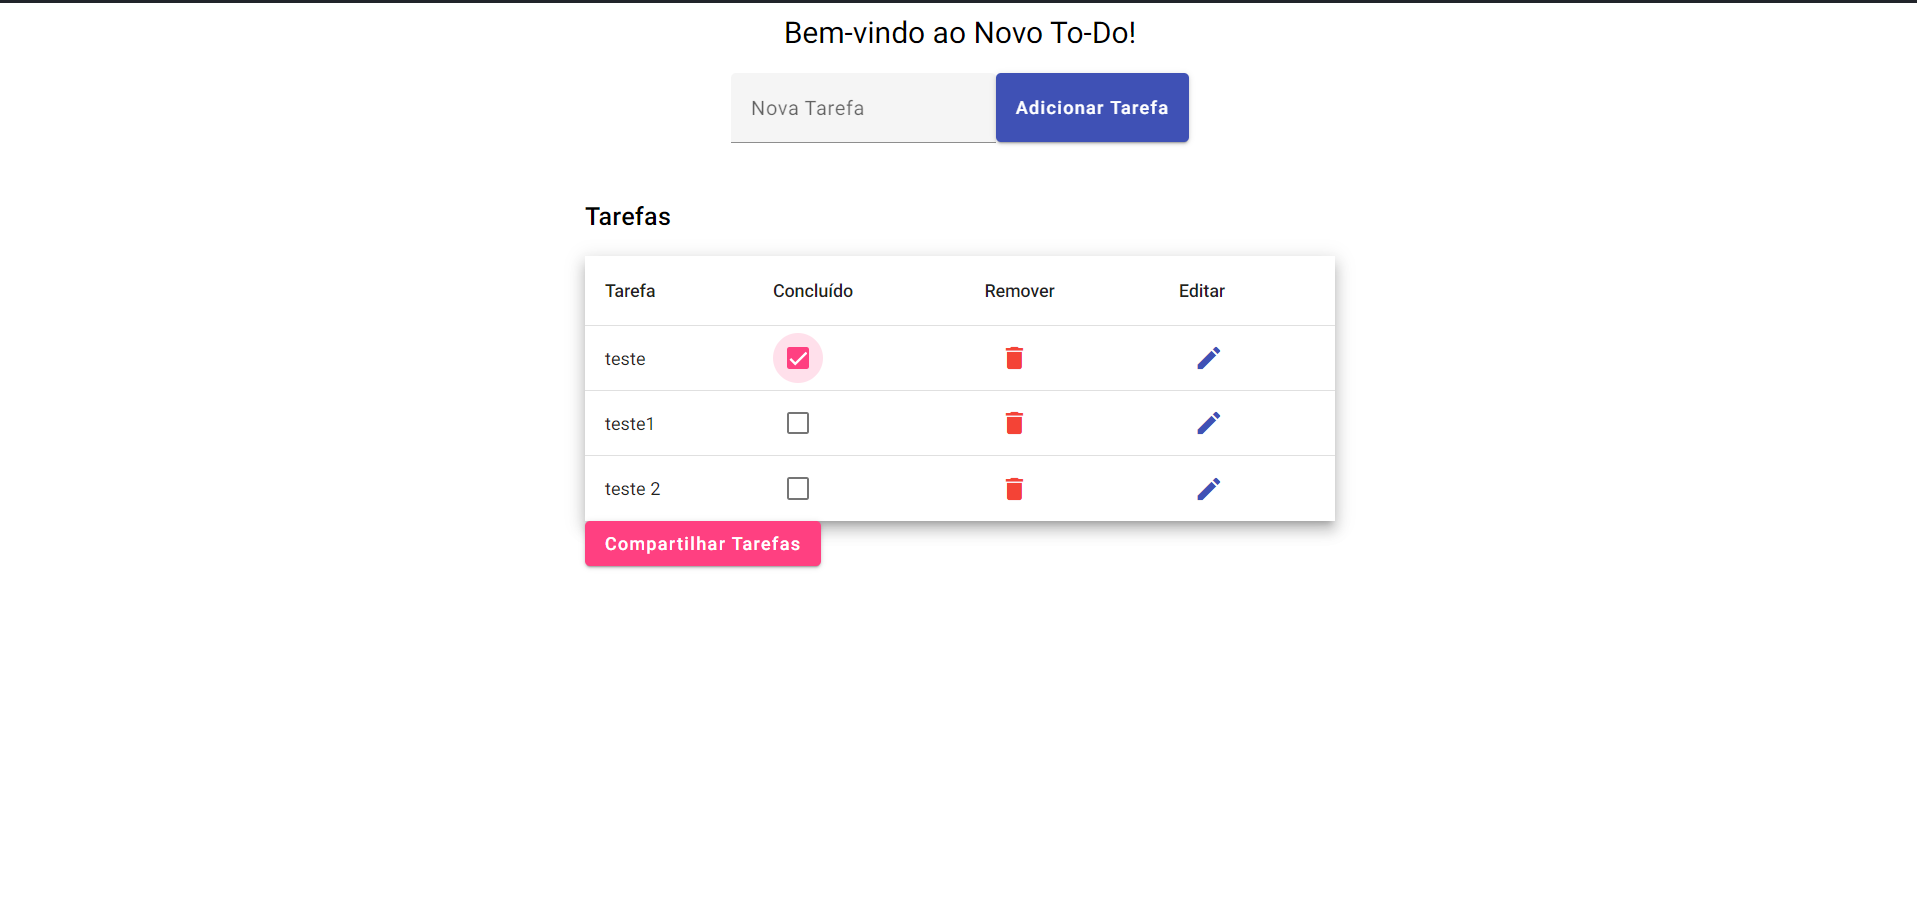 Bem-vindo ao Novo To-Do!
Nova Tarefa
Adicionar Tarefa
Tarefas
Tarefa Concluído Remover Editar
teste
teste1
teste 2
Compartilhar Tarefas